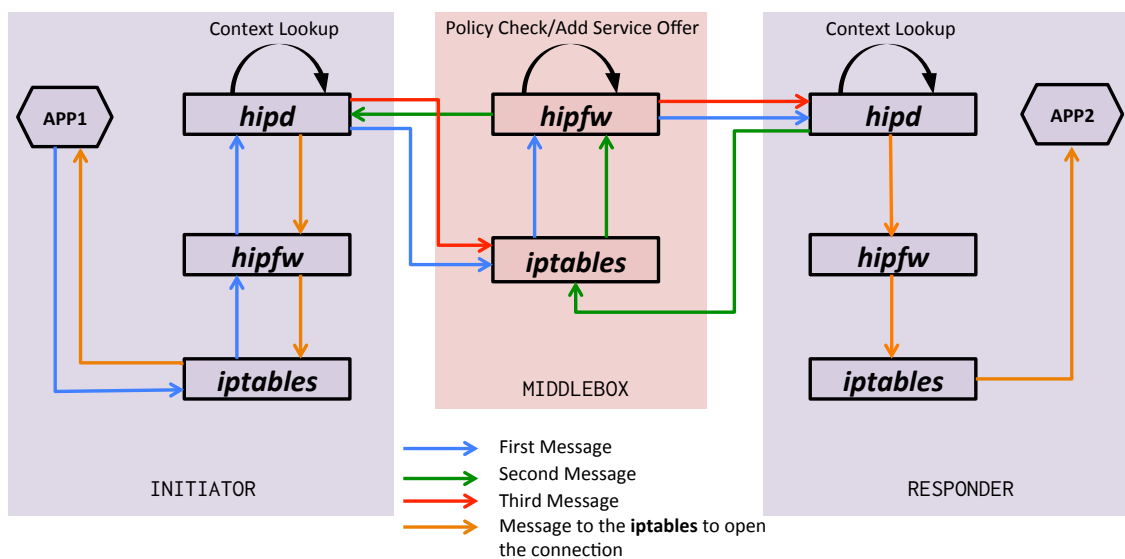 Context Lookup
Policy Check/Add Service Offer
Context Lookup
APP1
hipd
hipfw
hipd
APP2
hipfw
iptables
hipfw
iptables
iptables
MIDDLEBOX
First Message
Second Message
Third Message
Message to the iptables to open
the connection
INITIATOR
RESPONDER